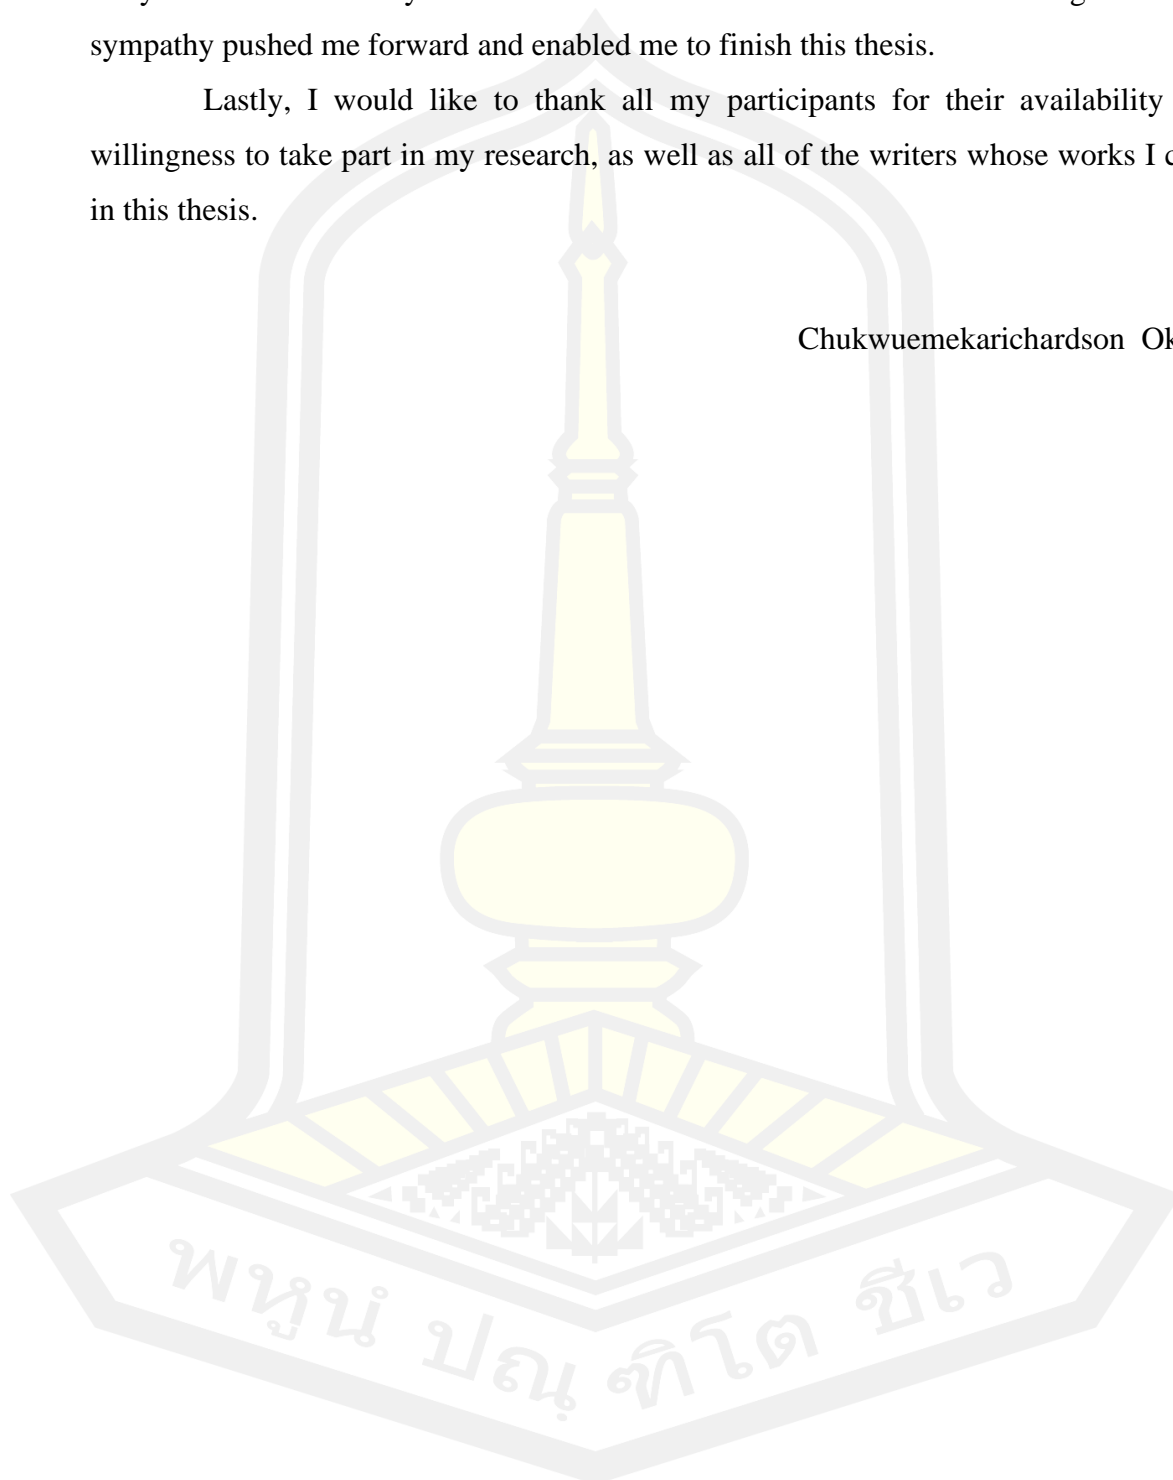 sympathy pushed me forward and enabled me to finish this thesis.
Lastly, I would like to thank all my participants for their availability
willingness to take part in my research, as well as all of the writers whose works I
in this thesis.
Chukwuemekarichardson
พหูนํ ปณฺ ฑิโต ชีเว